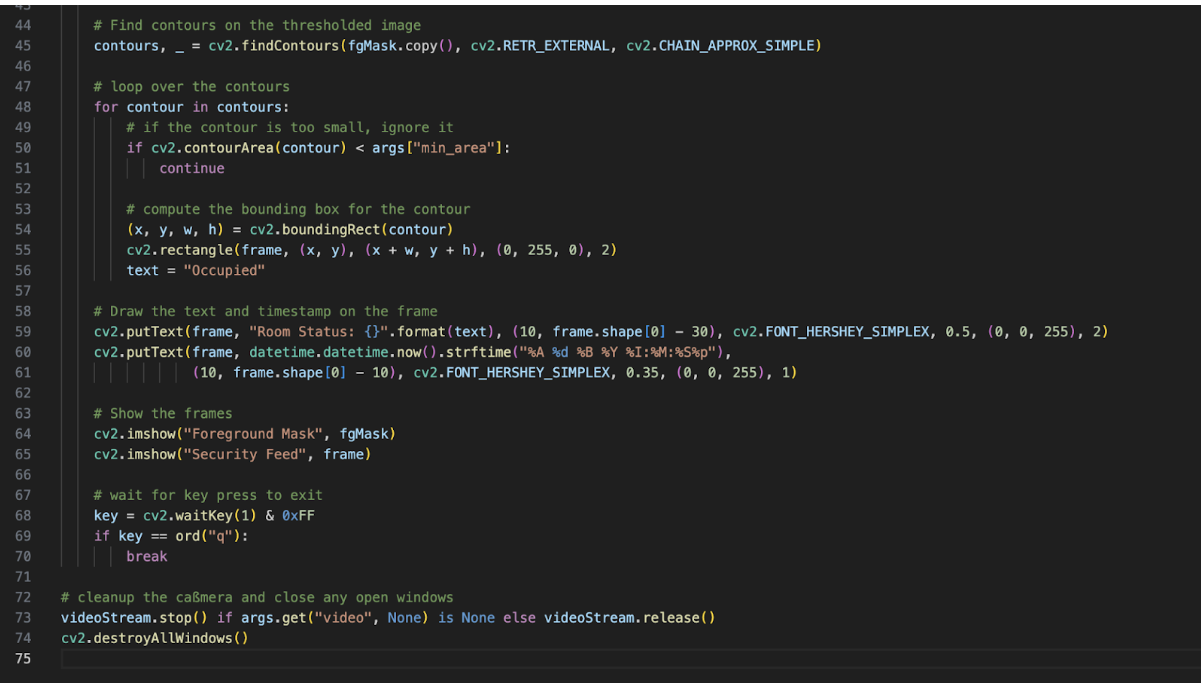 44 # Find contours on the thresholded image
45 contours, _ = cv2.findContours(fgMask.copy(), cv2.RETR_EXTERNAL, cv2.CHAIN_APPROX_SIMPLE)
46
47 # loop over the contours
48 for contour in contours:
49 # if the contour is too small, ignore it
50 if cv2.contourArea(contour) < args["min_area"]:
51 continue
52
53 # compute the bounding box for the contour
54 (x, y, w, h) = cv2.boundingRect(contour)
55 cv2.rectangle(frame, (x, y), (x + w, y + h), (0, 255, 0), 2)
56 text = "Occupied"
57
58 # Draw the text and timestamp on the frame
59 cv2.putText(frame, "Room Status: {}".format(text), (10, frame.shape[0] - 30), cv2.FONT_HERSHEY_SIMPLEX, 0.5, (0, 0, 255), 2)
60 cv2.putText(frame, datetime.datetime.now().strftime("%A %d %B %Y %I:%M:%S%p"),
61 (10, frame.shape[0] - 10), cv2.FONT_HERSHEY_SIMPLEX, 0.35, (0, 0, 255), 1)
62
63 # Show the frames
64 cv2.imshow("Foreground Mask", fgMask)
65 cv2.imshow("Security Feed", frame)
66
67 # wait for key press to exit
68 key = cv2.waitKey(1) & 0xFF
69 if key == ord("q"):
70 break
71
72 # cleanup the caßmera and close any open windows
73 videoStream.stop() if args.get("video", None) is None else videoStream.release()
74 cv2.destroyAllWindows()
75